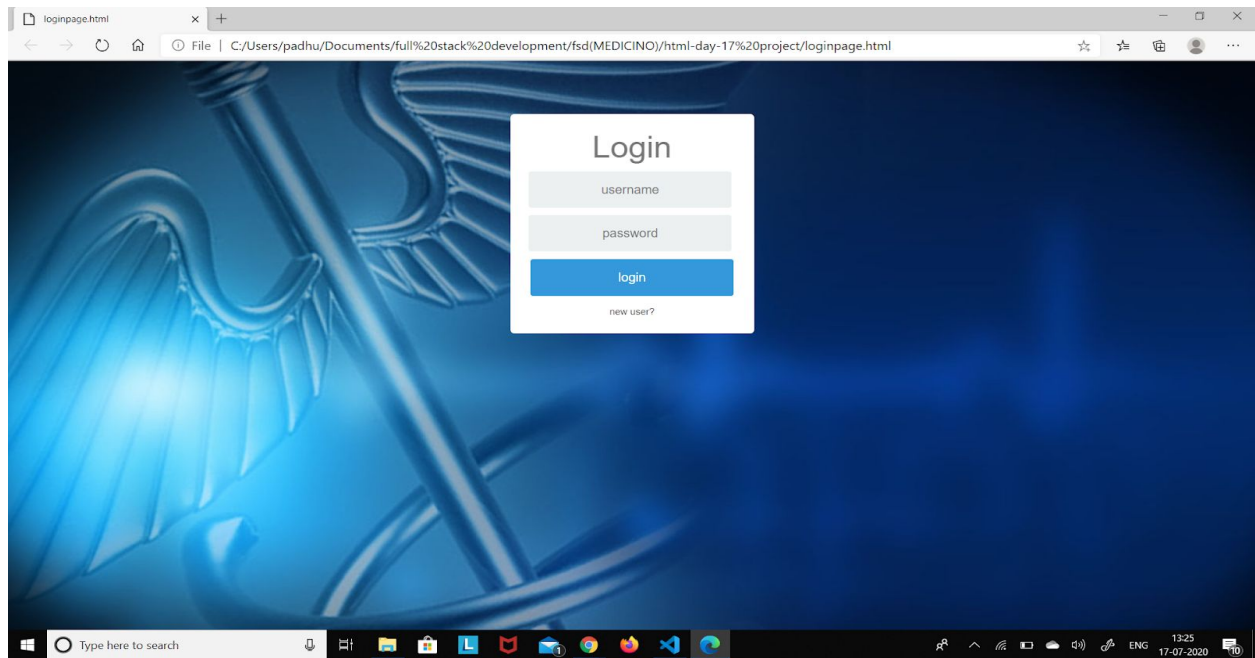 loginpage.html
File | C:/Users/padhu/Documents/full%20stack%20development/fsd(MEDICINO)/html-day-17%20project/loginpage.html
Login
username
password
login
new user?
Type here to search
L
1
ENG
13:25
17-07-2020
10